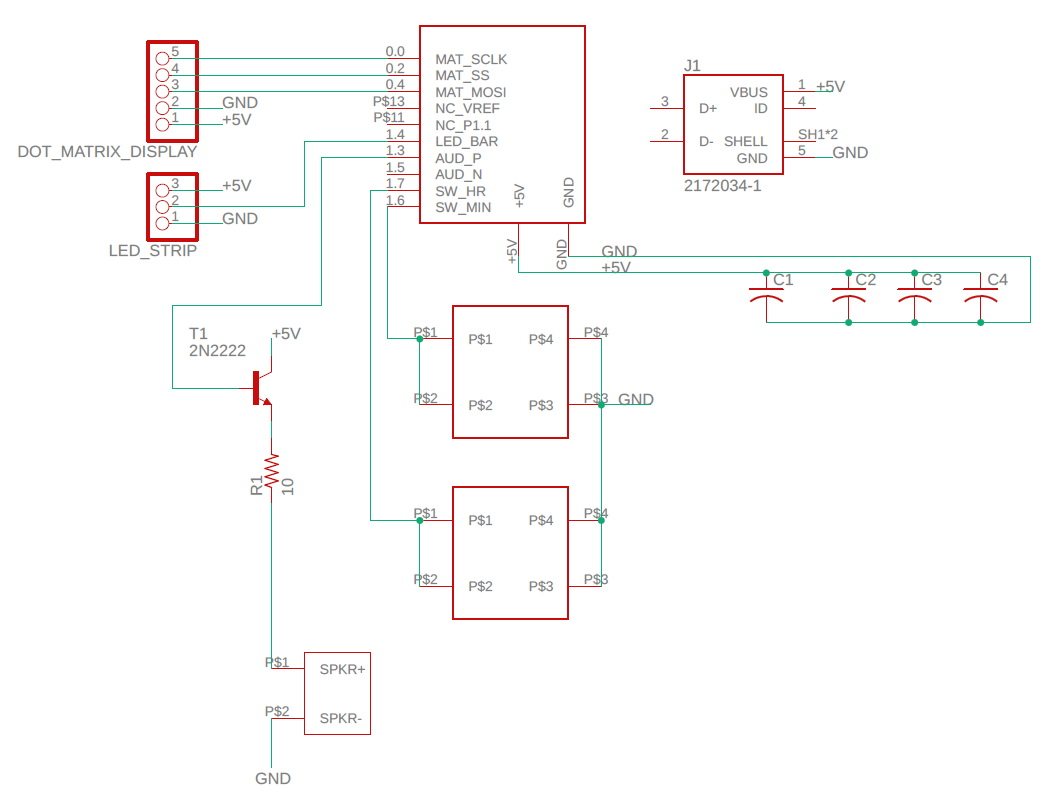 5
4
3
2 GND
1 +5V
DOT_MATRIX_DISPLAY
3 +5V
2
1 GND
LED_STRIP
0.0 MAT_SCLK
0.2 MAT_SS
0.4 MAT_MOSI
P$13 NC_VREF
P$11 NC_P1.1
1.4 LED_BAR
1.3 AUD_P
1.5 AUD_N
1.7 SW_HR
1.6 SW_MIN
+5V
GND
+5V
GND
J1
VBUS 1 +5V
3 D+ ID 4
2 D- SHELL SH1*2
GND 5 GND
2172034-1
GND
+5V
C1 C2 C3 C4
T1 +5V
2N2222
R1
10
P$1 P$1 P$4 P$4
P$2 P$2 P$3 P$3 GND
P$1 P$1 P$4 P$4
P$2 P$2 P$3 P$3
P$1 SPKR+
P$2 SPKR-
GND